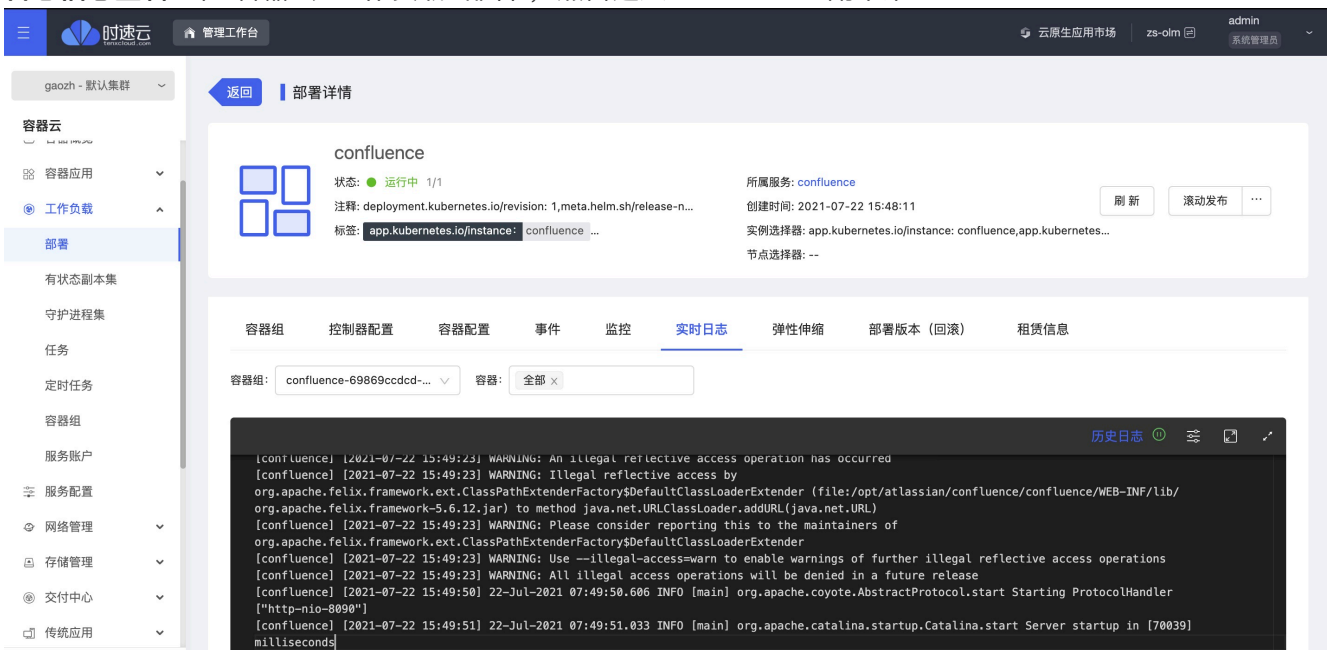 时速云
tenxcloud.com
管理工作台
云原生应用市场
zs-olm
admin
系统管理员
gaozh - 默认集群
容器云
容器应用
工作负载
部署
有状态副本集
守护进程集
任务
定时任务
容器组
服务账户
服务配置
网络管理
存储管理
交付中心
传统应用
返回
部署详情
confluence
状态: 运行中 1/1
注释: deployment.kubernetes.io/revision: 1,meta.helm.sh/release-n...
标签: app.kubernetes.io/instance: confluence ...
所属服务: confluence
创建时间: 2021-07-22 15:48:11
实例选择器: app.kubernetes.io/instance: confluence,app.kubernetes...
节点选择器: --
刷 新
滚动发布
...
容器组 控制器配置 容器配置 事件 监控 实时日志 弹性伸缩 部署版本（回滚） 租赁信息
容器组: confluence-69869ccdcd-... 容器: 全部 ×
历史日志
[confluence] [2021-07-22 15:49:23] WARNING: An illegal reflective access operation has occurred
[confluence] [2021-07-22 15:49:23] WARNING: Illegal reflective access by
org.apache.felix.framework.ext.ClassPathExtenderFactory$DefaultClassLoaderExtender (file:/opt/atlassian/confluence/confluence/WEB-INF/lib/
org.apache.felix.framework-5.6.12.jar) to method java.net.URLClassLoader.addURL(java.net.URL)
[confluence] [2021-07-22 15:49:23] WARNING: Please consider reporting this to the maintainers of
org.apache.felix.framework.ext.ClassPathExtenderFactory$DefaultClassLoaderExtender
[confluence] [2021-07-22 15:49:23] WARNING: Use --illegal-access=warn to enable warnings of further illegal reflective access operations
[confluence] [2021-07-22 15:49:23] WARNING: All illegal access operations will be denied in a future release
[confluence] [2021-07-22 15:49:50] 22-Jul-2021 07:49:50.606 INFO [main] org.apache.coyote.AbstractProtocol.start Starting ProtocolHandler
["http-nio-8090"]
[confluence] [2021-07-22 15:49:51] 22-Jul-2021 07:49:51.033 INFO [main] org.apache.catalina.startup.Catalina.start Server startup in [70039]
milliseconds